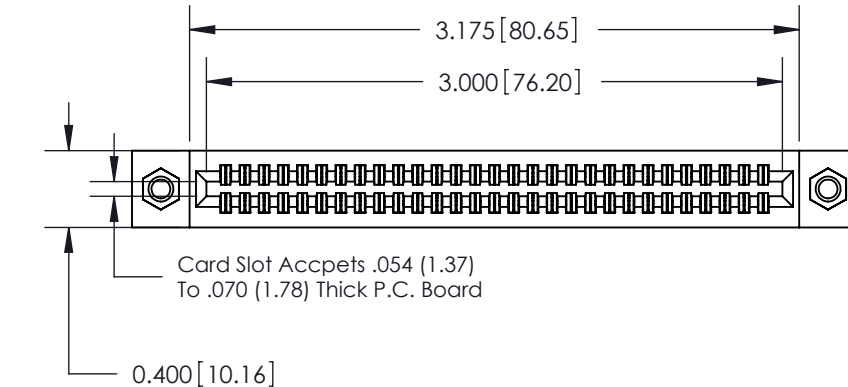 3.175[80.65]
3.000[76.20]
Card Slot Accpets .054 (1.37)
To .070 (1.78) Thick P.C. Board
0.400[10.16]